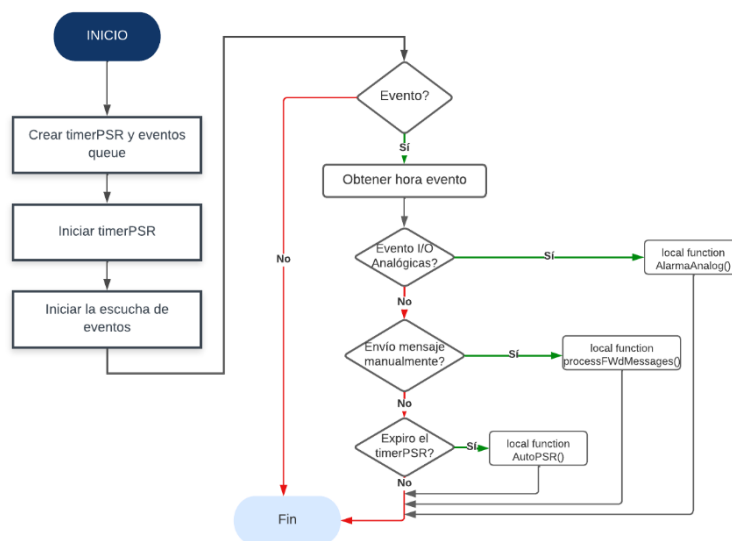 INICIO
Crear timerPSR y eventos
queue
Iniciar timerPSR
Iniciar la escucha de
eventos
Evento?
Sí
No
Obtener hora evento
Evento I/O
Analógicas?
Sí
local function
AlarmaAnalog()
No
Envío mensaje
manualmente?
Sí
local function
processFWdMessages()
No
Expiro el
timerPSR?
Sí
local function
AutoPSR()
No
Fin